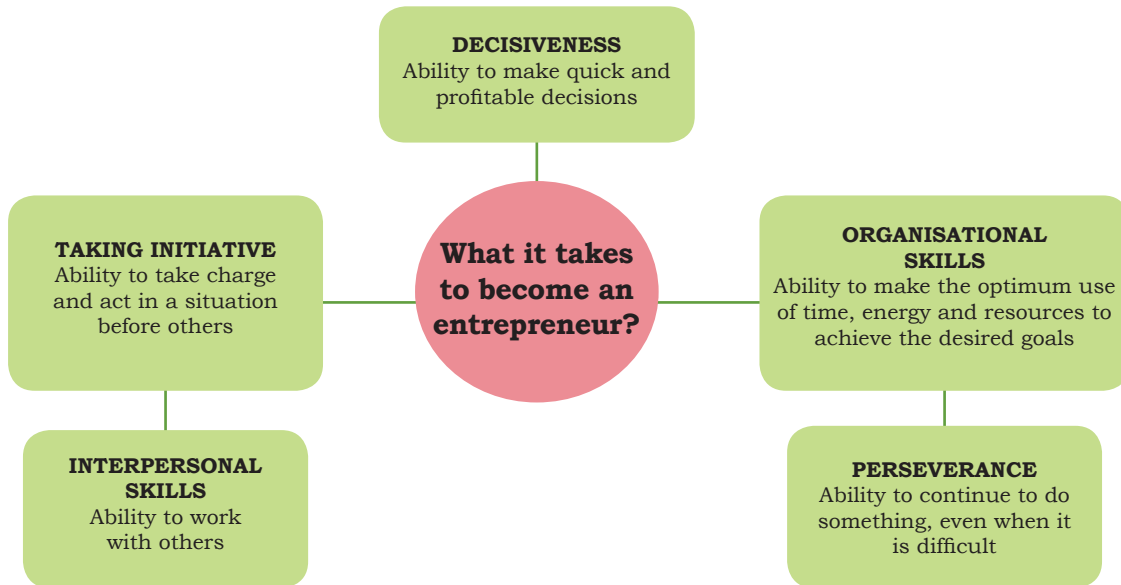 DECISIVENESS
Ability to make quick and
profitable decisions
What it takes
to become an
entrepreneur?
TAKING INITIATIVE
Ability to take charge
and act in a situation
before others
ORGANISATIONAL
SKILLS
Ability to make the optimum use
of time, energy and resources to
achieve the desired goals
INTERPERSONAL
SKILLS
Ability to work
with others
PERSEVERANCE
Ability to continue to do
something, even when it
is difficult